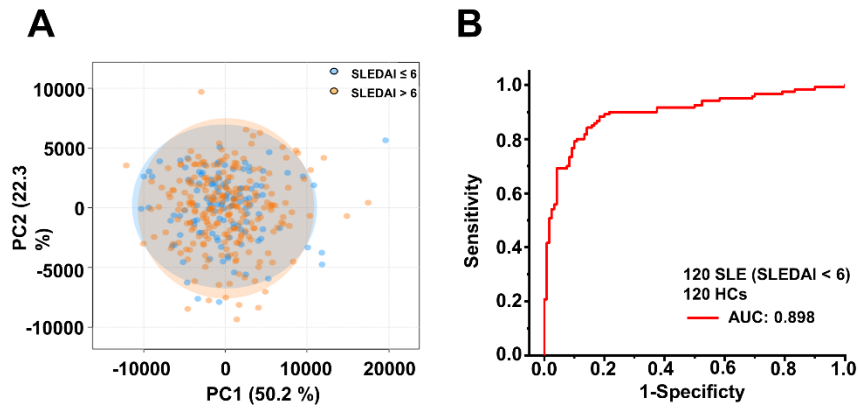 A
SLEDAI ≤ 6
SLEDAI > 6
10000
5000
0
-5000
-10000
PC2 (22.3
%)
-10000
0
10000
20000
PC1 (50.2 %)
B
1.0
0.8
0.6
0.4
0.2
0.0
Sensitivity
120 SLE (SLEDAI < 6)
120 HCs
AUC: 0.898
0.0
0.2
0.4
0.6
0.8
1.0
1-Specificty